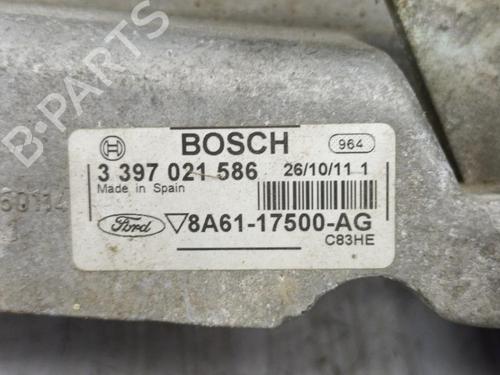 BOSCH 964
3 397 021 586 26/10/11 1
Made in Spain
Ford 8A61-17500-AG
C83HE
B-PARTS